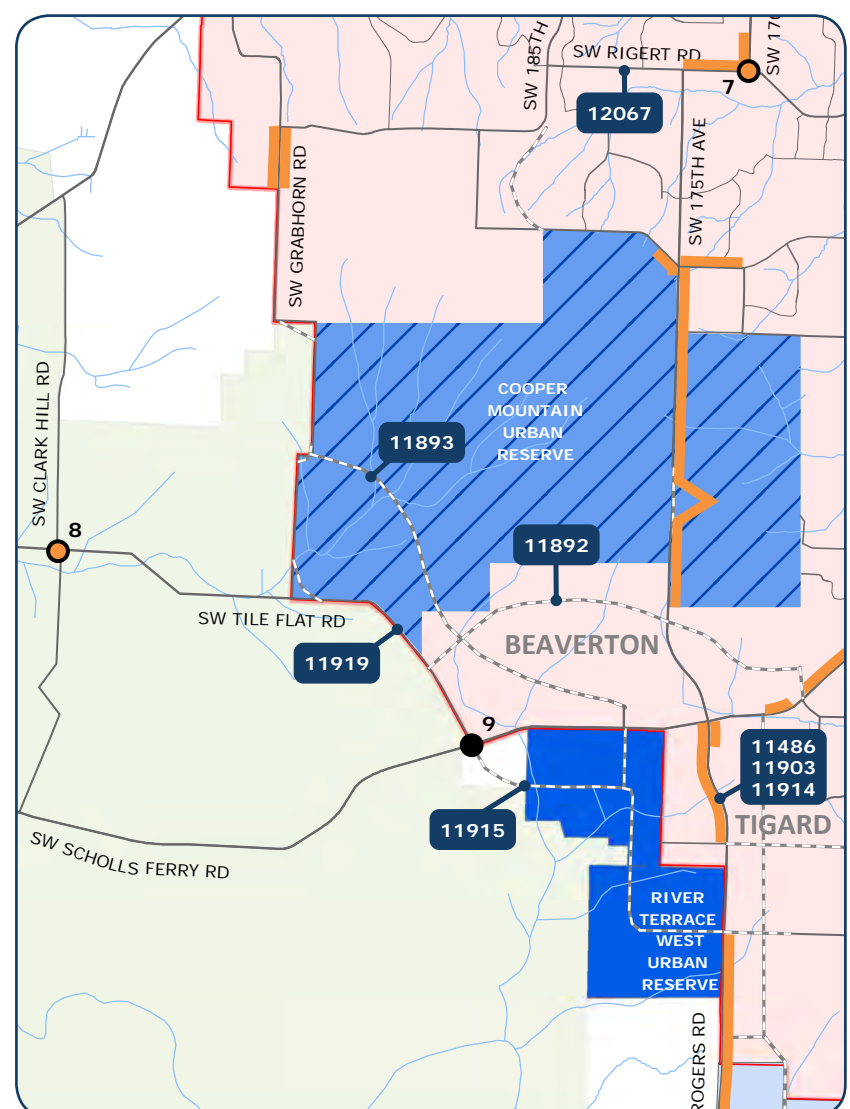 SW 185TH
SW RIGERT RD
SW 170
7
12067
SW GRABHORN RD
SW 175TH AVE
SW CLARK HILL RD
COOPER
MOUNTAIN
URBAN
RESERVE
11893
8
11892
SW TILE FLAT RD
11919
BEAVERTON
9
11486
11903
11914
11915
TIGARD
SW SCHOLLS FERRY RD
RIVER
TERRACE
WEST
URBAN
RESERVE
ROGERS RD